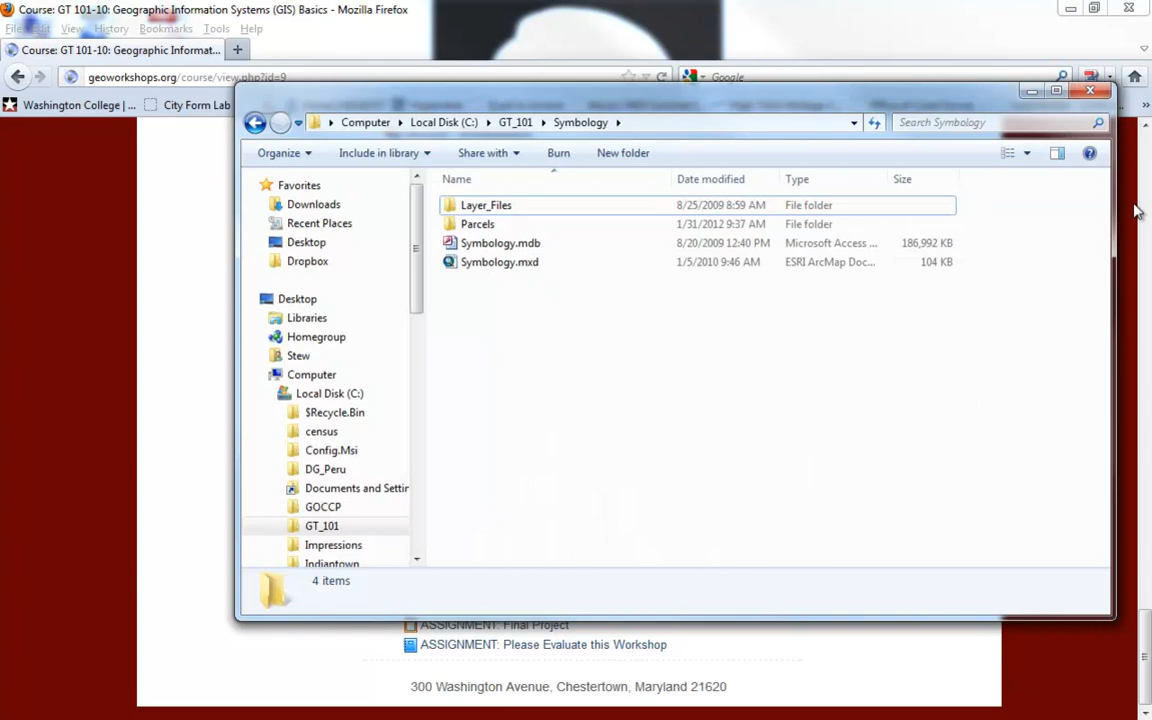 Course: GT 101-10: Geographic Information Systems (GIS) Basics - Mozilla Firefox
File Edit View History Bookmarks Tools Help
Course: GT 101-10: Geographic Informat...
geoworkshops.org/course/view.php?id=9
Google
Washington College | ...
City Form Lab
Computer
Local Disk (C:)
GT_101
Symbology
Search Symbology
Organize
Include in library
Share with
Burn
New folder
Name Date modified Type Size
Layer_Files 8/25/2009 8:59 AM File folder
Parcels 1/31/2012 9:37 AM File folder
Symbology.mdb 8/20/2009 12:40 PM Microsoft Access ... 186,992 KB
Symbology.mxd 1/5/2010 9:46 AM ESRI ArcMap Doc... 104 KB
Favorites
Downloads
Recent Places
Desktop
Dropbox
Desktop
Libraries
Homegroup
Stew
Computer
Local Disk (C:)
$Recycle.Bin
census
Config.Msi
DG_Peru
Documents and Settin
GOCCP
GT_101
Impressions
Indiantown
4 items
ASSIGNMENT: Final Project
ASSIGNMENT: Please Evaluate this Workshop
300 Washington Avenue, Chestertown, Maryland 21620